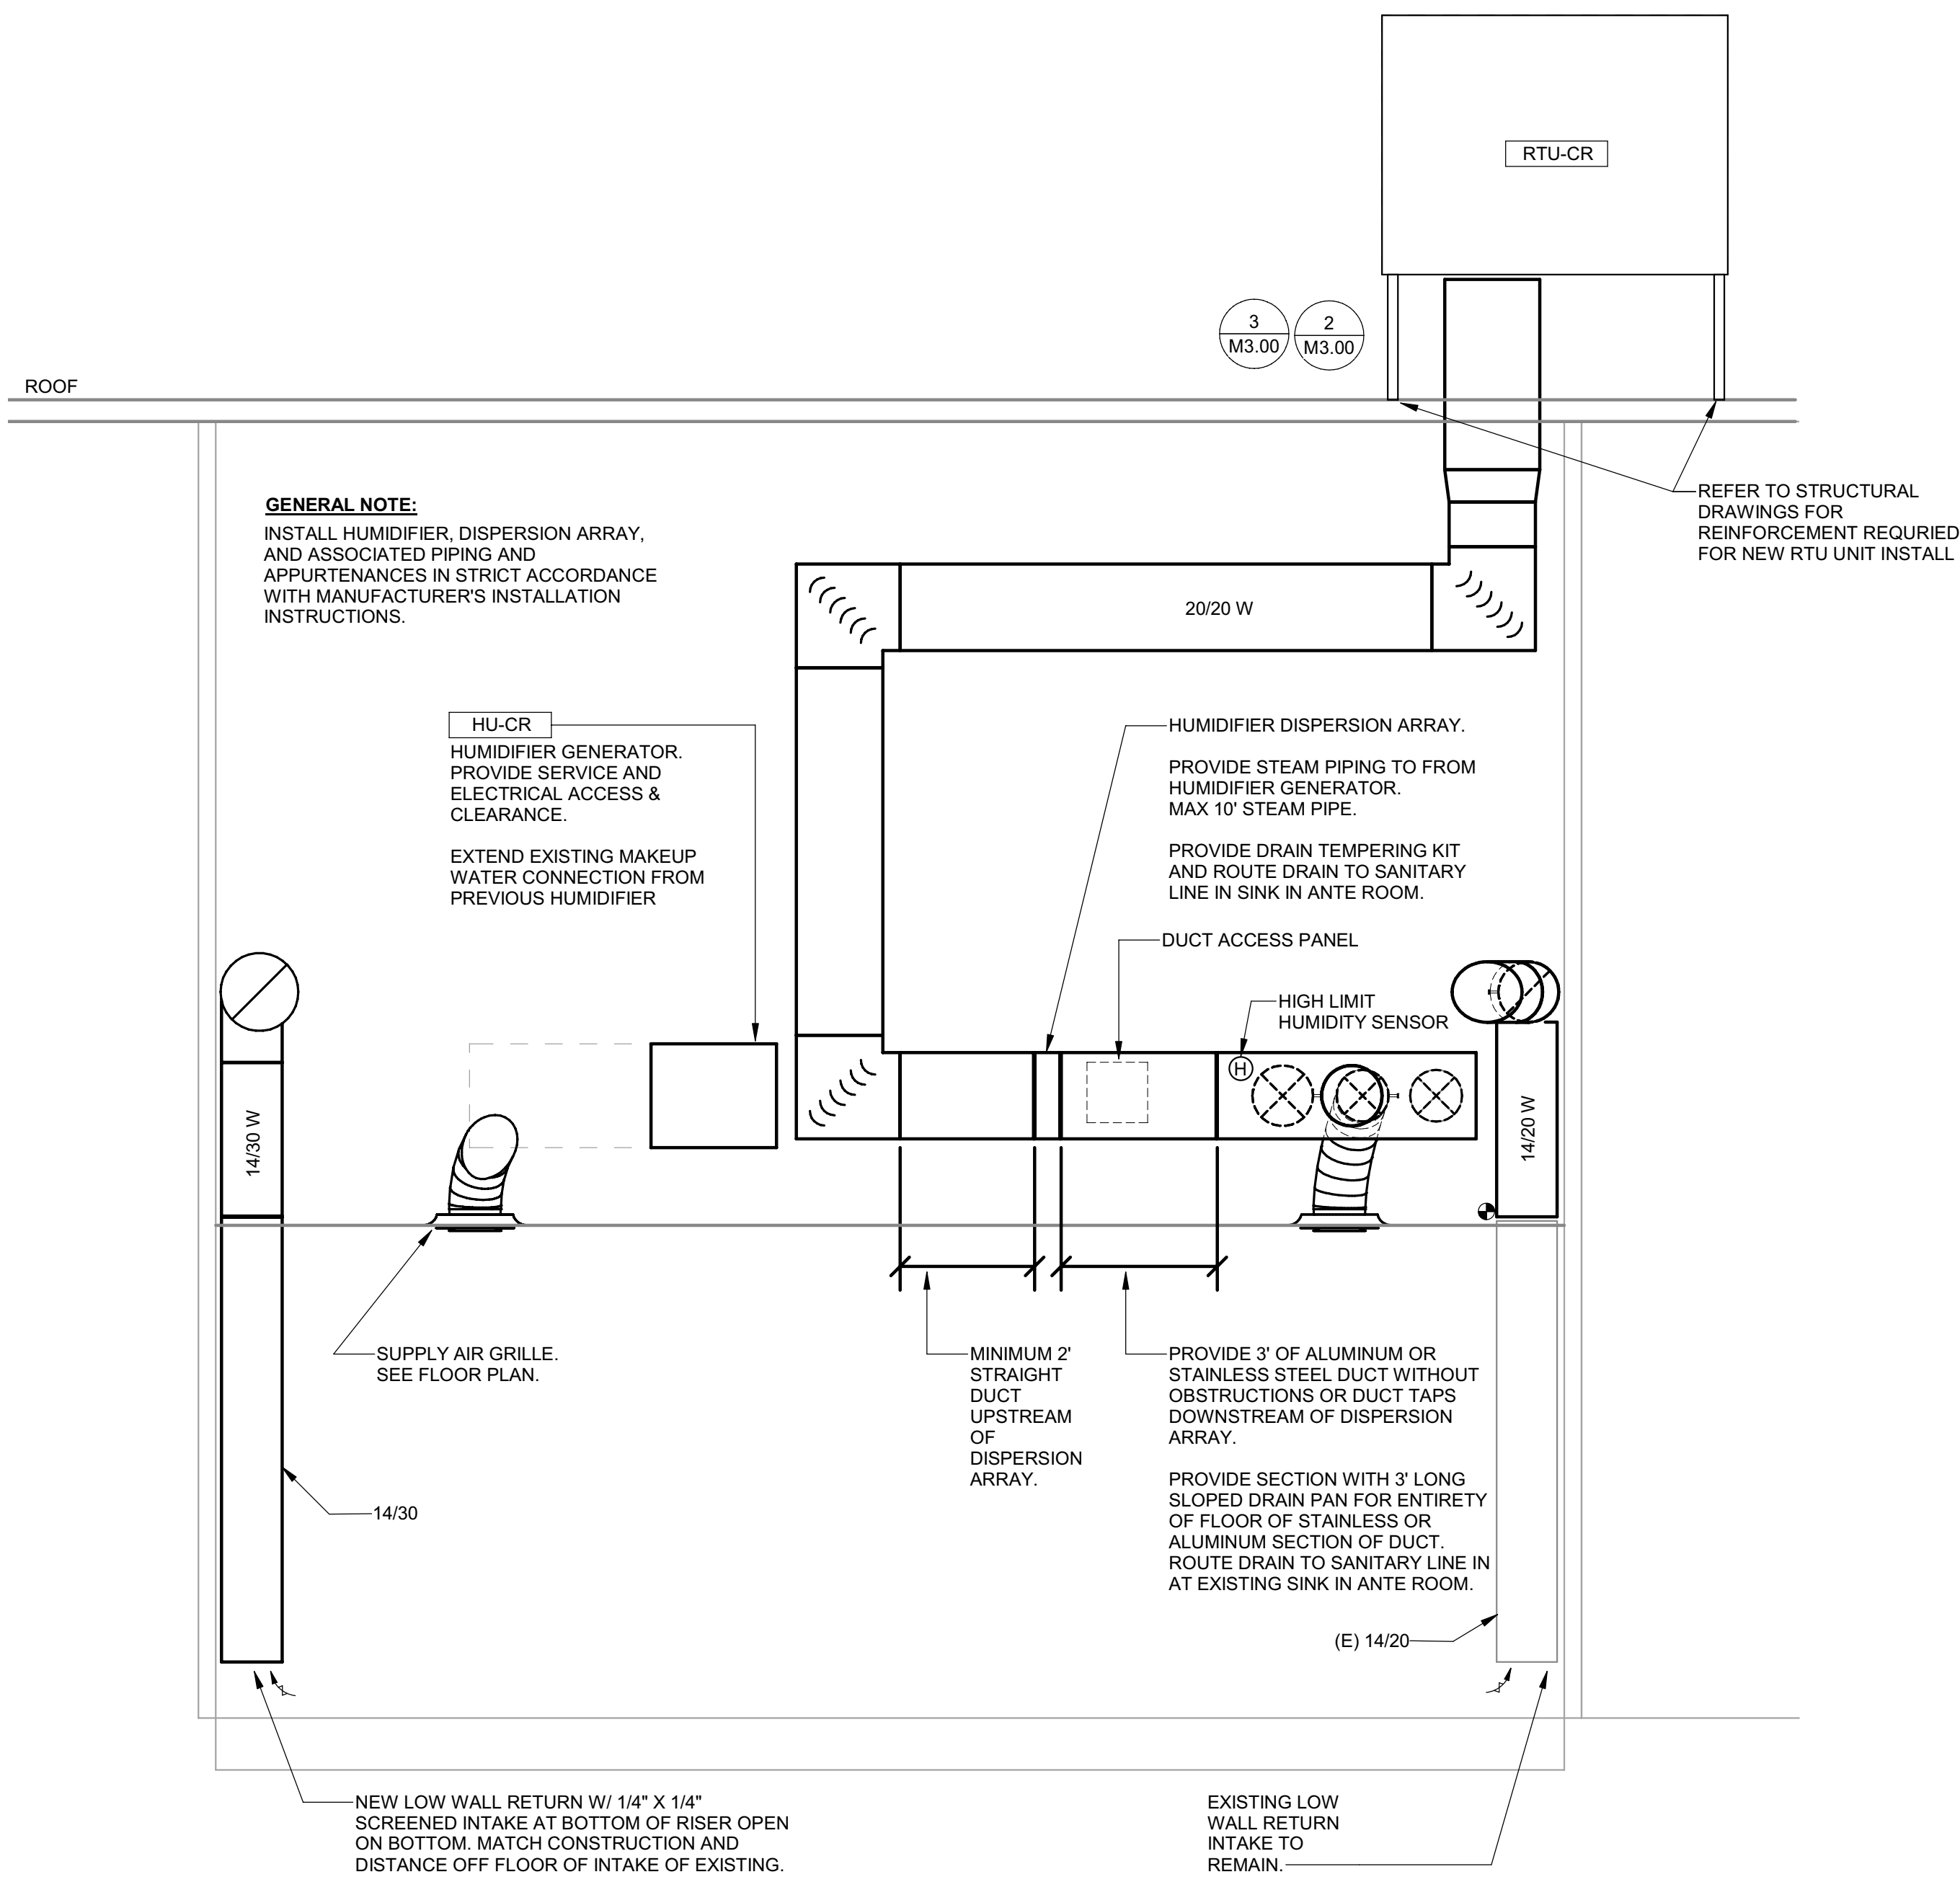 RTU-CR
3
M3.00
2
M3.00
ROOF
REFER TO STRUCTURAL
DRAWINGS FOR
REINFORCEMENT REQURIED
FOR NEW RTU UNIT INSTALL
GENERAL NOTE:
INSTALL HUMIDIFIER, DISPERSION ARRAY,
AND ASSOCIATED PIPING AND
APPURTENANCES IN STRICT ACCORDANCE
WITH MANUFACTURER'S INSTALLATION
INSTRUCTIONS.
20/20 W
HU-CR
HUMIDIFIER GENERATOR.
PROVIDE SERVICE AND
ELECTRICAL ACCESS &
CLEARANCE.
EXTEND EXISTING MAKEUP
WATER CONNECTION FROM
PREVIOUS HUMIDIFIER
HUMIDIFIER DISPERSION ARRAY.
PROVIDE STEAM PIPING TO FROM
HUMIDIFIER GENERATOR.
MAX 10' STEAM PIPE.
PROVIDE DRAIN TEMPERING KIT
AND ROUTE DRAIN TO SANITARY
LINE IN SINK IN ANTE ROOM.
DUCT ACCESS PANEL
HIGH LIMIT
HUMIDITY SENSOR
H
14/30 W
14/20 W
SUPPLY AIR GRILLE.
SEE FLOOR PLAN.
MINIMUM 2'
STRAIGHT
DUCT
UPSTREAM
OF
DISPERSION
ARRAY.
PROVIDE 3' OF ALUMINUM OR
STAINLESS STEEL DUCT WITHOUT
OBSTRUCTIONS OR DUCT TAPS
DOWNSTREAM OF DISPERSION
ARRAY.
PROVIDE SECTION WITH 3' LONG
SLOPED DRAIN PAN FOR ENTIRETY
OF FLOOR OF STAINLESS OR
ALUMINUM SECTION OF DUCT.
ROUTE DRAIN TO SANITARY LINE IN
AT EXISTING SINK IN ANTE ROOM.
14/30
(E) 14/20
NEW LOW WALL RETURN W/ 1/4" X 1/4"
SCREENED INTAKE AT BOTTOM OF RISER OPEN
ON BOTTOM. MATCH CONSTRUCTION AND
DISTANCE OFF FLOOR OF INTAKE OF EXISTING.
EXISTING LOW
WALL RETURN
INTAKE TO
REMAIN.